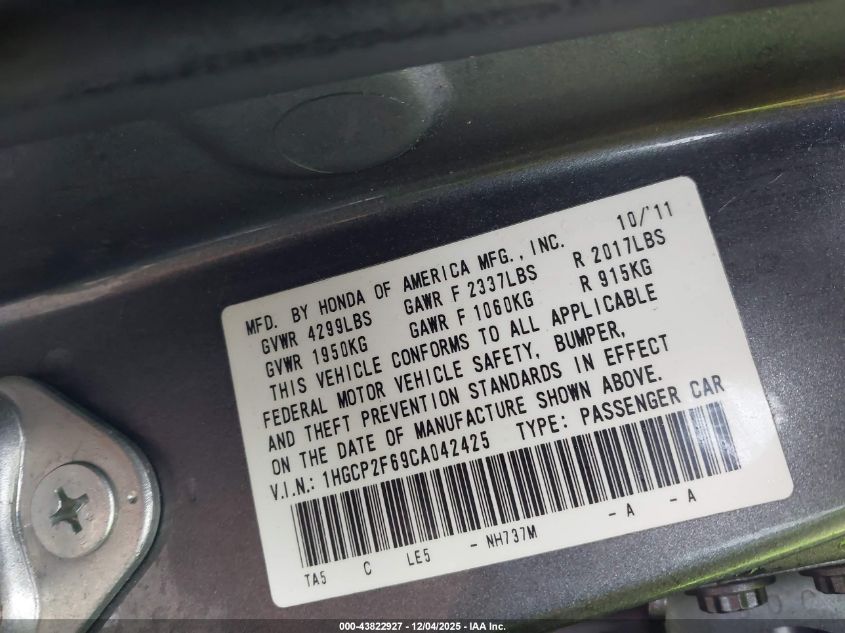 MFD. BY HONDA OF AMERICA MFG., INC. 10/'11
GVWR 4299LBS GAWR F 2337LBS R 2017LBS
GVWR 1950KG GAWR F 1060KG R 915KG
THIS VEHICLE CONFORMS TO ALL APPLICABLE
FEDERAL MOTOR VEHICLE SAFETY, BUMPER,
AND THEFT PREVENTION STANDARDS IN EFFECT
ON THE DATE OF MANUFACTURE SHOWN ABOVE.
V.I.N.: 1HGCP2F69CA042425 TYPE: PASSENGER CAR
TA5 C LE5 - NH737M - A - A
000-43822927 - 12/04/2025 - IAA Inc.